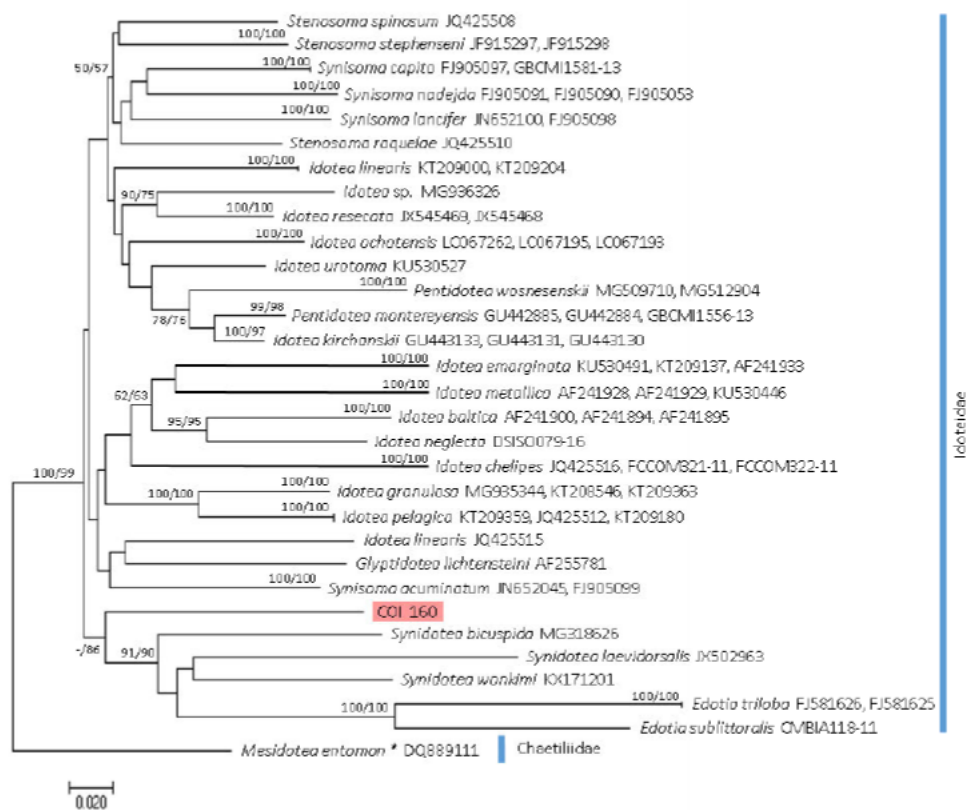 Stenosoma spinosum JQ425508
100/100
Stenosoma stephenseni JF915297, JF915298
50/57
100/100
Synisoma capito FJ905097, GBCMI1581-13
100/100
Synisoma nadejda FJ905091, FJ905090, FJ905053
100/100
Synisoma lancifer JN652100, FJ905098
Stenosoma raquelae JQ425510
100/100
Idotea linearis KT209000, KT209204
90/75
Idotea sp. MG936326
100/100
Idotea resecata JX545469, JX545468
100/100
Idotea ochotensis LC067262, LC067195, LC067193
Idotea urotoma KU530527
100/100
Pentidotea wosnesenskii MG509710, MG512904
99/98
Pentidotea montereyensis GU442885, GU442884, GBCMI1556-13
78/76
100/97
Idotea kirchanskii GU443133, GU443131, GU443130
100/100
Idotea emarginata KU530491, KT209137, AF241933
100/100
Idotea metallica AF241928, AF241929, KU530446
62/63
100/100
Idotea baltica AF241900, AF241894, AF241895
95/95
Idotea neglecta DSISO079-16
100/100
Idotea chelipes JQ425516, FCCOM321-11, FCCOM322-11
100/99
100/100
100/100
Idotea granulosa MG935344, KT208546, KT209363
100/100
Idotea pelagica KT209359, JQ425512, KT209180
Idotea linearis JQ425515
Glyptidotea lichtensteini AF255781
100/100
Synisoma acuminatum JN652045, FJ905099
COI_160
-/86
91/90
Synidotea bicuspida MG318626
Synidotea laevidorsalis JX502963
Synidotea wonkimi KX171201
100/100
100/100
Edotia triloba FJ581626, FJ581625
Edotia sublittoralis CMBIA118-11
Mesidotea entomon * DQ889111
Chaetiliidae
Idoteidae
0.020